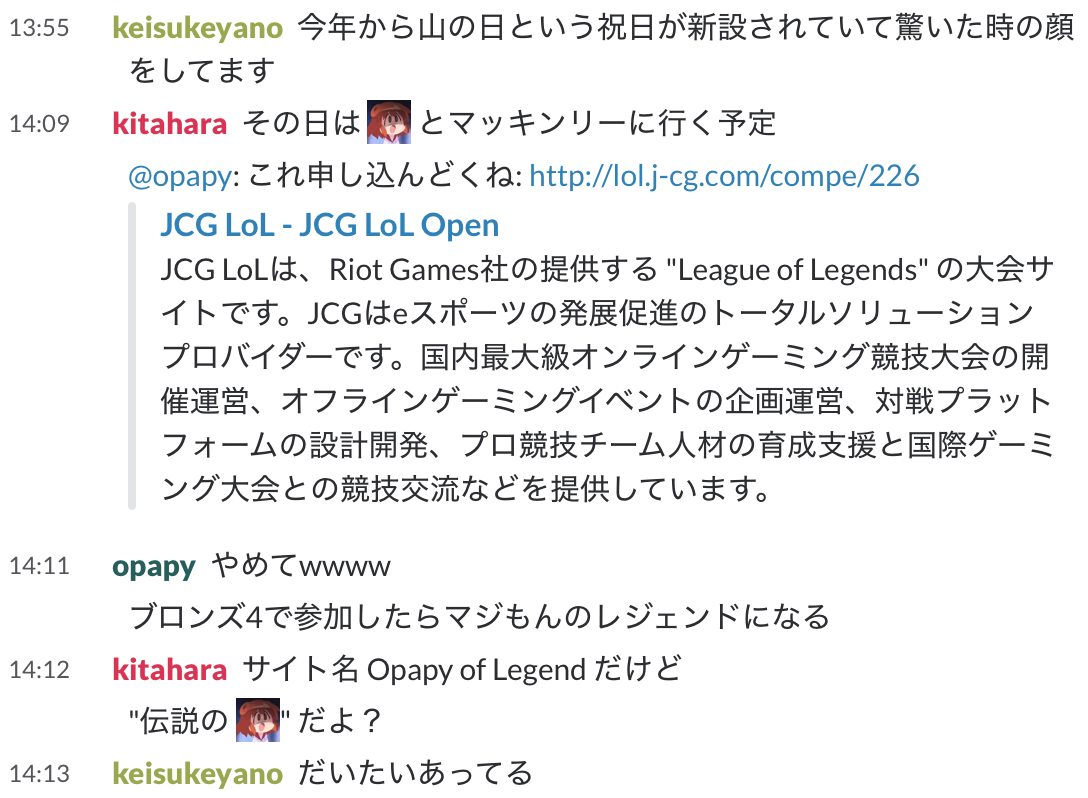 13:55 keisukeyano 今年から山の日という祝日が新設されていて驚いた時の顔
をしてます
14:09 kitahara その日は とマッキンリーに行く予定
@opapy: これ申し込んどくね: http://lol.j-cg.com/compe/226
JCG LoL - JCG LoL Open
JCG LoLは、Riot Games社の提供する "League of Legends" の大会サ
イトです。JCGはeスポーツの発展促進のトータルソリューション
プロバイダーです。国内最大級オンラインゲーミング競技大会の開
催運営、オフラインゲーミングイベントの企画運営、対戦プラット
フォームの設計開発、プロ競技チーム人材の育成支援と国際ゲーミ
ング大会との競技交流などを提供しています。
14:11 opapy やめてwwww
ブロンズ4で参加したらマジもんのレジェンドになる
14:12 kitahara サイト名 Opapy of Legend だけど
"伝説の " だよ？
14:13 keisukeyano だいたいあってる